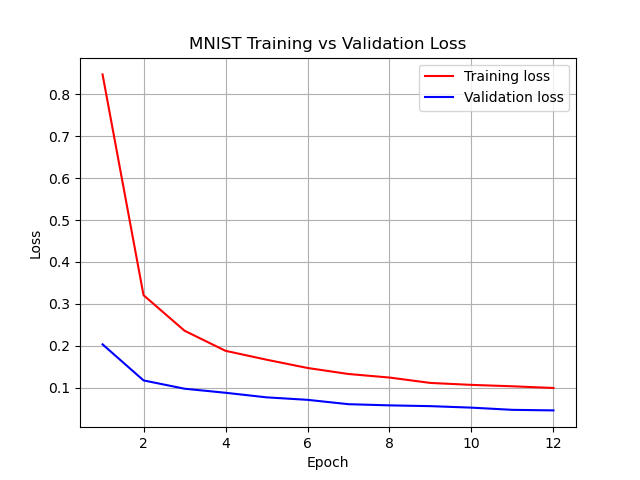 MNIST Training vs Validation Loss
Training loss
Validation loss
0.8
0.7
0.6
0.5
0.4
0.3
0.2
0.1
Loss
2 4 6 8 10 12
Epoch